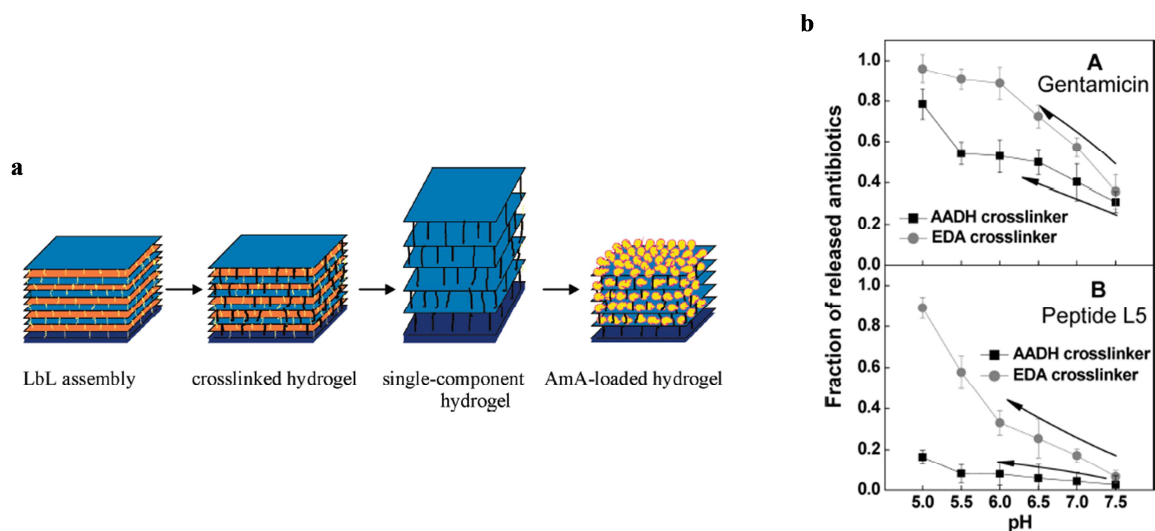 a
LbL assembly
crosslinked hydrogel
single-component
hydrogel
AmA-loaded hydrogel
b
Fraction of released antibiotics
1.0
0.8
0.6
0.4
0.2
0.0
A
Gentamicin
AADH crosslinker
EDA crosslinker
0.8
0.6
0.4
0.2
0.0
B
Peptide L5
AADH crosslinker
EDA crosslinker
5.0 5.5 6.0 6.5 7.0 7.5
pH